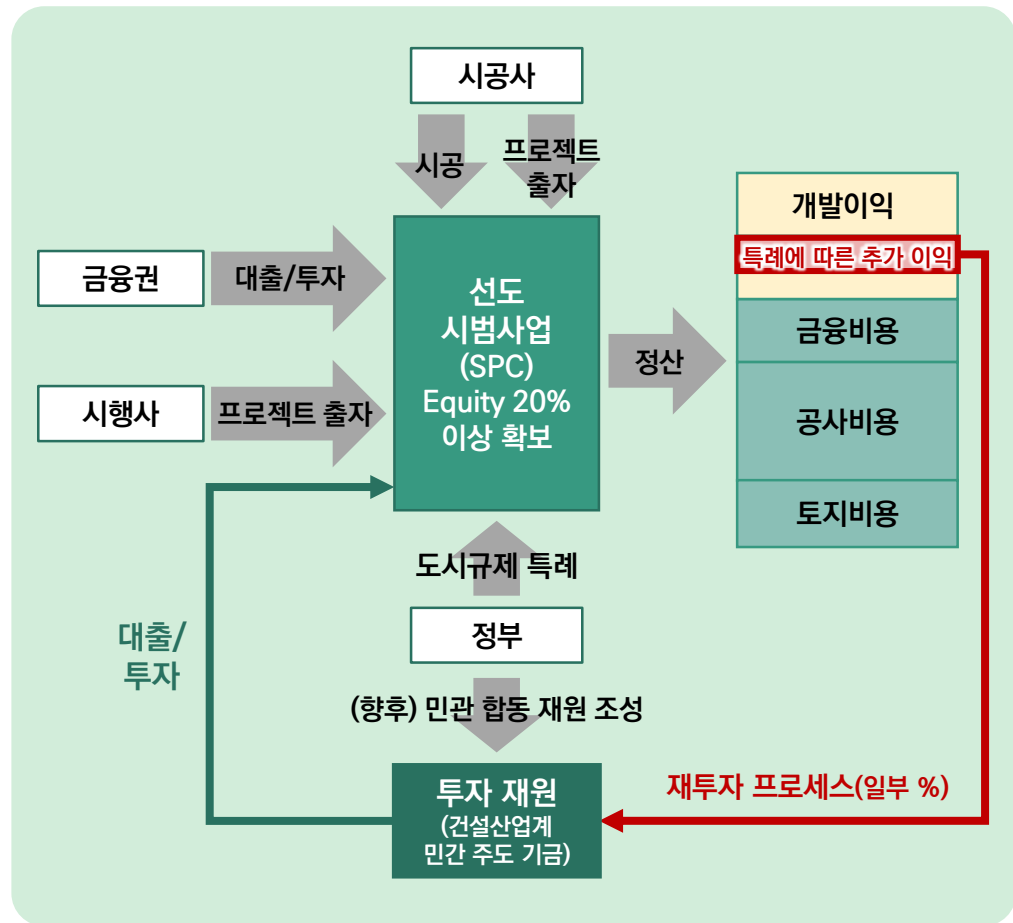 시공사
시공
프로젝트
출자
금융권
대출/투자
시행사
프로젝트 출자
선도
시범사업
(SPC)
Equity 20%
이상 확보
정산
개발이익
특례에 따른 추가 이익
금융비용
공사비용
토지비용
도시규제 특례
정부
(향후) 민관 합동 재원 조성
대출/
투자
투자 재원
(건설산업계
민간 주도 기금)
재투자 프로세스(일부 %)